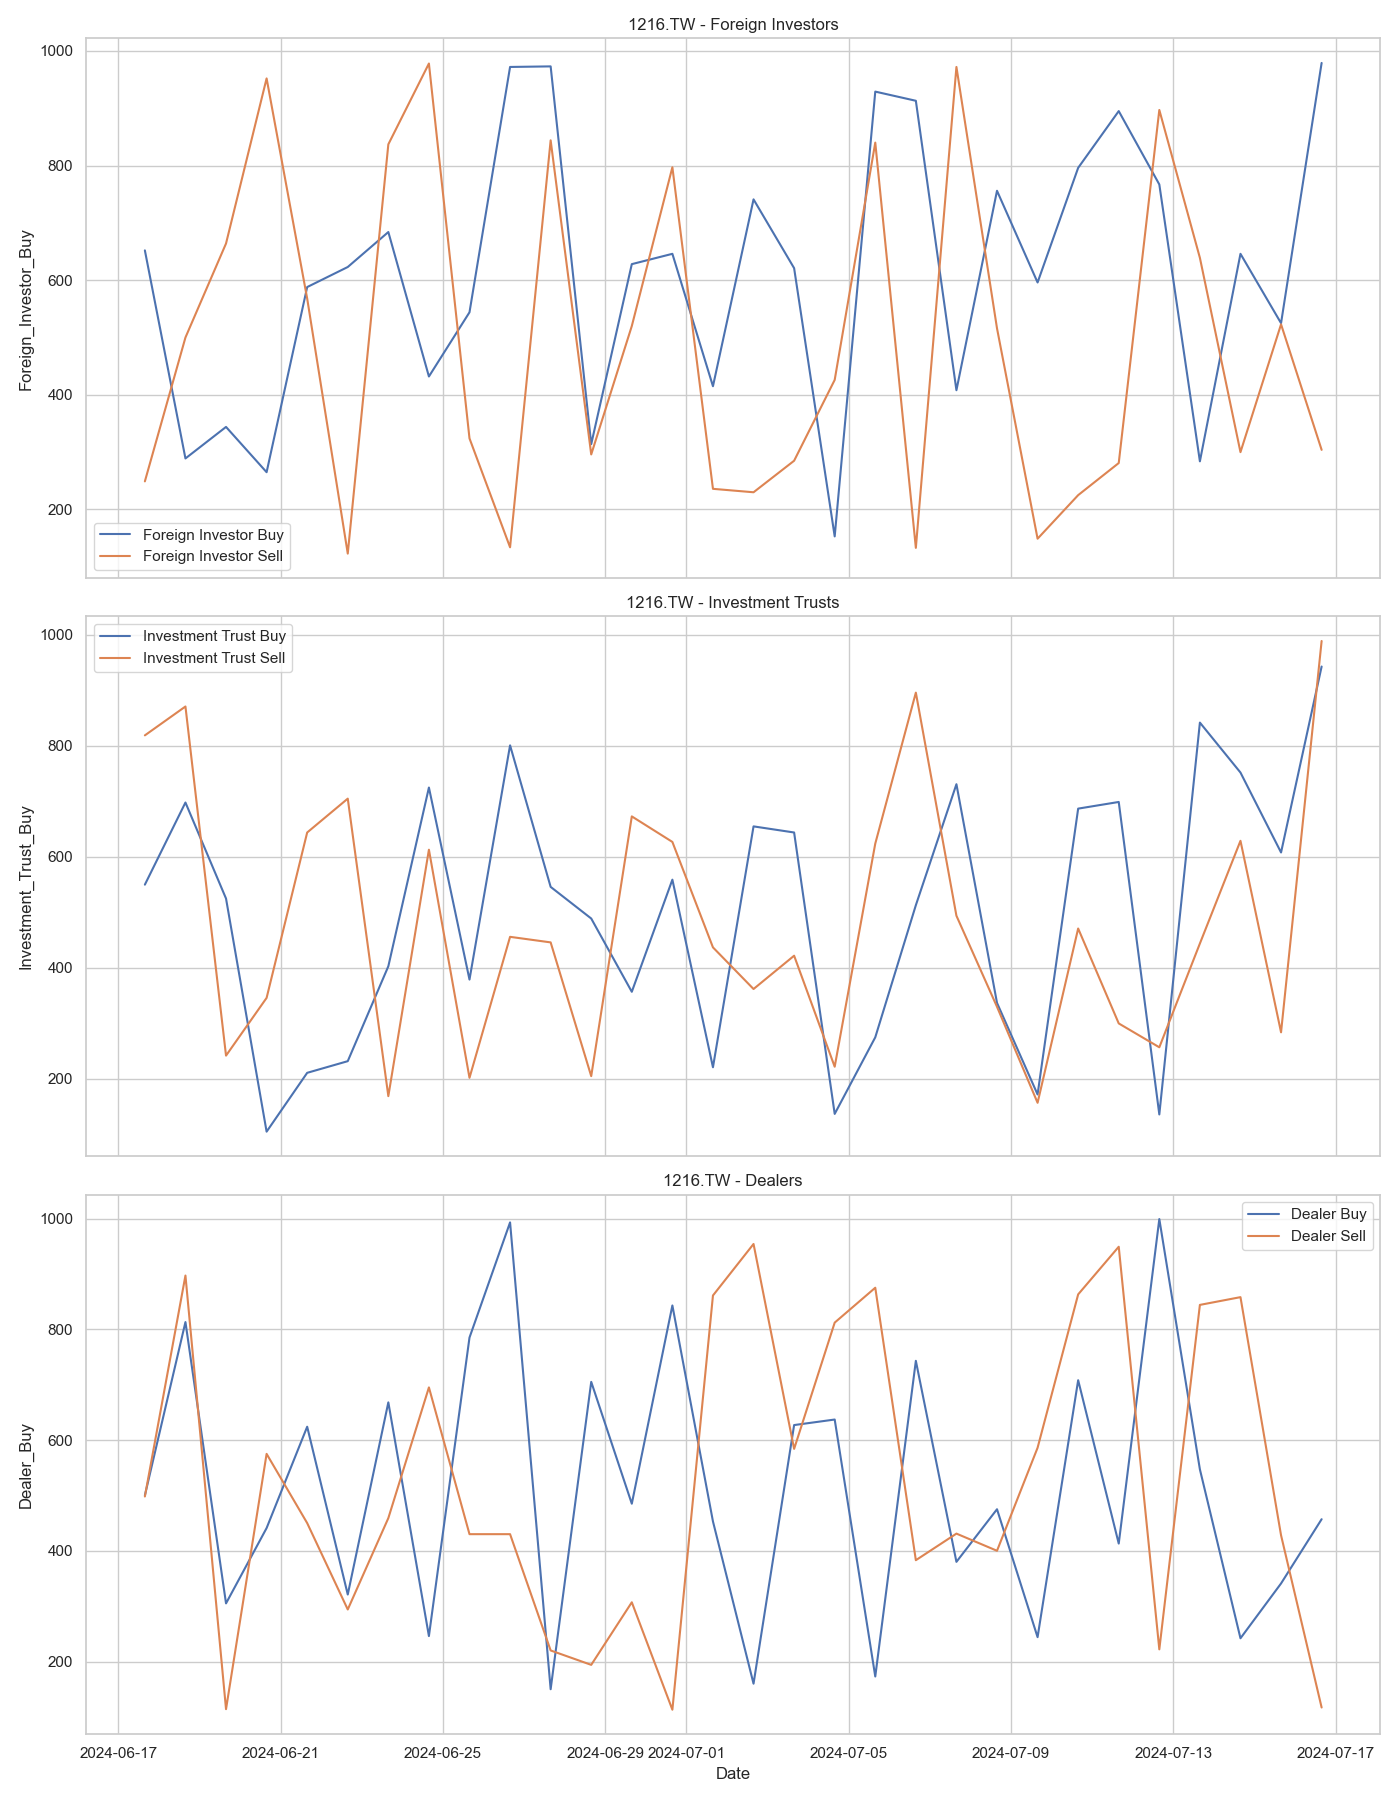 1216.TW - Foreign Investors
1000
800
600
400
200
Foreign_Investor_Buy
Foreign Investor Buy
Foreign Investor Sell
1216.TW - Investment Trusts
1000
800
600
400
200
Investment_Trust_Buy
Investment Trust Buy
Investment Trust Sell
1216.TW - Dealers
1000
800
600
400
200
Dealer_Buy
Dealer Buy
Dealer Sell
2024-06-17 2024-06-21 2024-06-25 2024-06-29 2024-07-01 2024-07-05 2024-07-09 2024-07-13 2024-07-17
Date